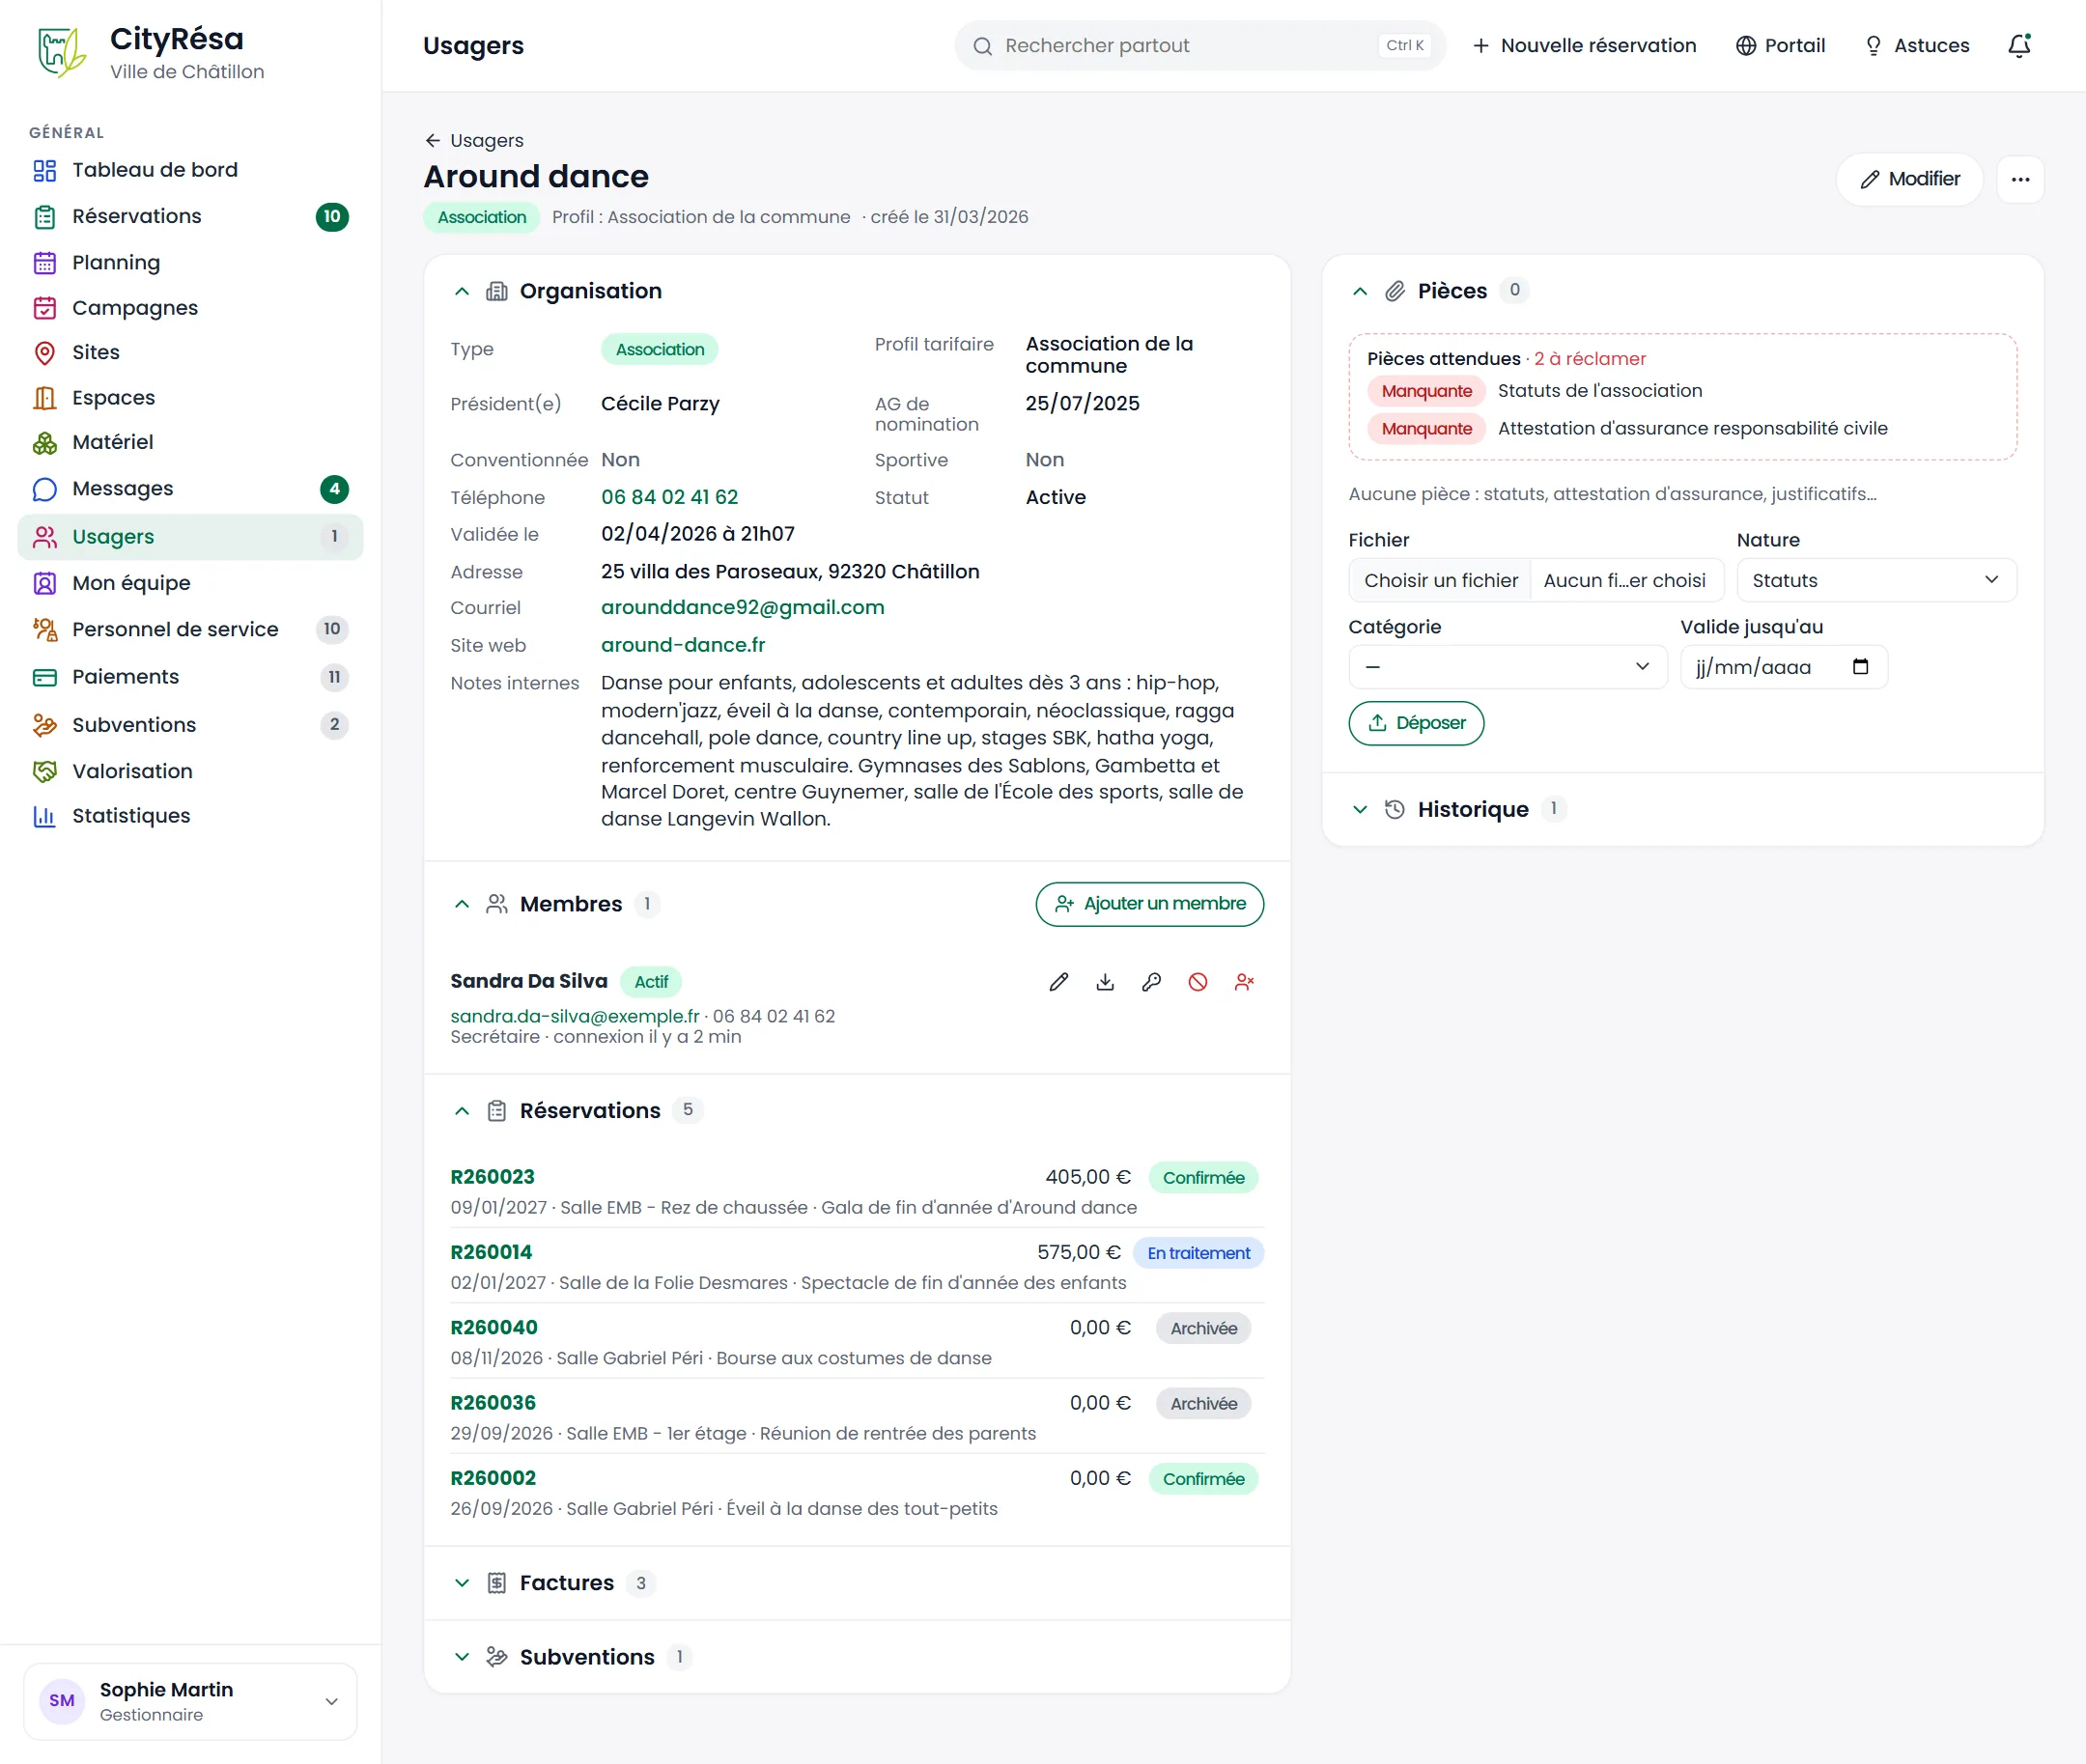 CityRésa
Ville de Châtillon
GÉNÉRAL
Tableau de bord
Réservations 10
Planning
Campagnes
Sites
Espaces
Matériel
Messages 4
Usagers 1
Mon équipe
Personnel de service 10
Paiements 11
Subventions 2
Valorisation
Statistiques
SM
Sophie Martin
Gestionnaire
Usagers
Rechercher partout Ctrl K
Nouvelle réservation
Portail
Astuces
Usagers
Around dance
Association Profil : Association de la commune · créé le 31/03/2026
Modifier
Organisation
Type Association
Profil tarifaire Association de la
commune
Président(e) Cécile Parzy
AG de 25/07/2025
nomination
Conventionnée Non
Sportive Non
Téléphone 06 84 02 41 62
Statut Active
Validée le 02/04/2026 à 21h07
Adresse 25 villa des Paroseaux, 92320 Châtillon
Courriel arounddance92@gmail.com
Site web around-dance.fr
Notes internes Danse pour enfants, adolescents et adultes dès 3 ans : hip-hop,
modern'jazz, éveil à la danse, contemporain, néoclassique, ragga
dancehall, pole dance, country line up, stages SBK, hatha yoga,
renforcement musculaire. Gymnases des Sablons, Gambetta et
Marcel Doret, centre Guynemer, salle de l'École des sports, salle de
danse Langevin Wallon.
Membres 1
Ajouter un membre
Sandra Da Silva Actif
sandra.da-silva@exemple.fr · 06 84 02 41 62
Secrétaire · connexion il y a 2 min
Réservations 5
R260023 405,00 € Confirmée
09/01/2027 · Salle EMB - Rez de chaussée · Gala de fin d'année d'Around dance
R260014 575,00 € En traitement
02/01/2027 · Salle de la Folie Desmares · Spectacle de fin d'année des enfants
R260040 0,00 € Archivée
08/11/2026 · Salle Gabriel Péri · Bourse aux costumes de danse
R260036 0,00 € Archivée
29/09/2026 · Salle EMB - 1er étage · Réunion de rentrée des parents
R260002 0,00 € Confirmée
26/09/2026 · Salle Gabriel Péri · Éveil à la danse des tout-petits
Factures 3
Subventions 1
Pièces 0
Pièces attendues · 2 à réclamer
Manquante Statuts de l'association
Manquante Attestation d'assurance responsabilité civile
Aucune pièce : statuts, attestation d'assurance, justificatifs...
Fichier Nature
Choisir un fichier Aucun fi...er choisi Statuts
Catégorie Valide jusqu'au
— jj/mm/aaaa
Déposer
Historique 1